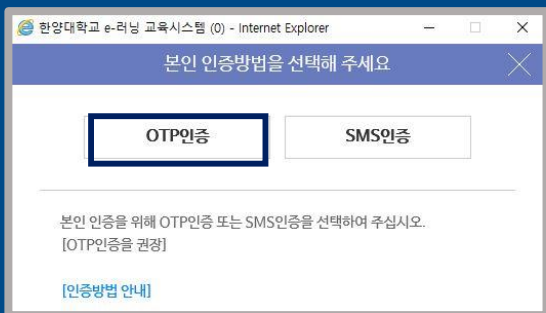 한양대학교 e-러닝 교육시스템 (0) - Internet Explorer
본인 인증방법을 선택해 주세요
OTP인증 SMS인증
본인 인증을 위해 OTP인증 또는 SMS인증을 선택하여 주십시오.
[OTP인증을 권장]
[인증방법 안내]